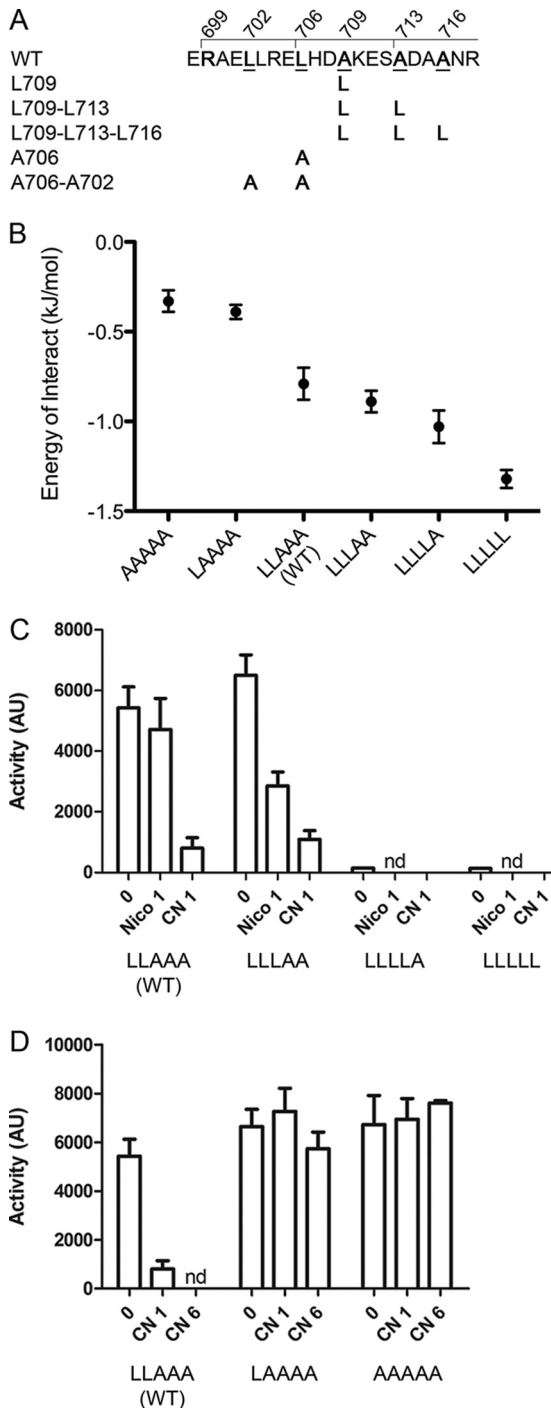 A
699 702 706 709 713 716
WT ERAELLRELHDAKESADAANR
L709 L
L709-L713 L L
L709-L713-L716 L L L
A706 A
A706-A702 A A
B
Energy of Interact (kJ/mol)
0.0
-0.5
-1.0
-1.5
AAAAA LAAAA LLAAA (WT) LLLAA LLLLA LLLLL
C
Activity (AU)
8000
6000
4000
2000
0
nd nd
0 Nico 1 CN 1 0 Nico 1 CN 1 0 Nico 1 CN 1 0 Nico 1 CN 1
LLAAA LLLAA LLLLA LLLLL
(WT)
D
Activity (AU)
10000
8000
6000
4000
2000
0
nd
0 CN 1 CN 6 0 CN 1 CN 6 0 CN 1 CN 6
LLAAA LAAAA AAAAA
(WT)